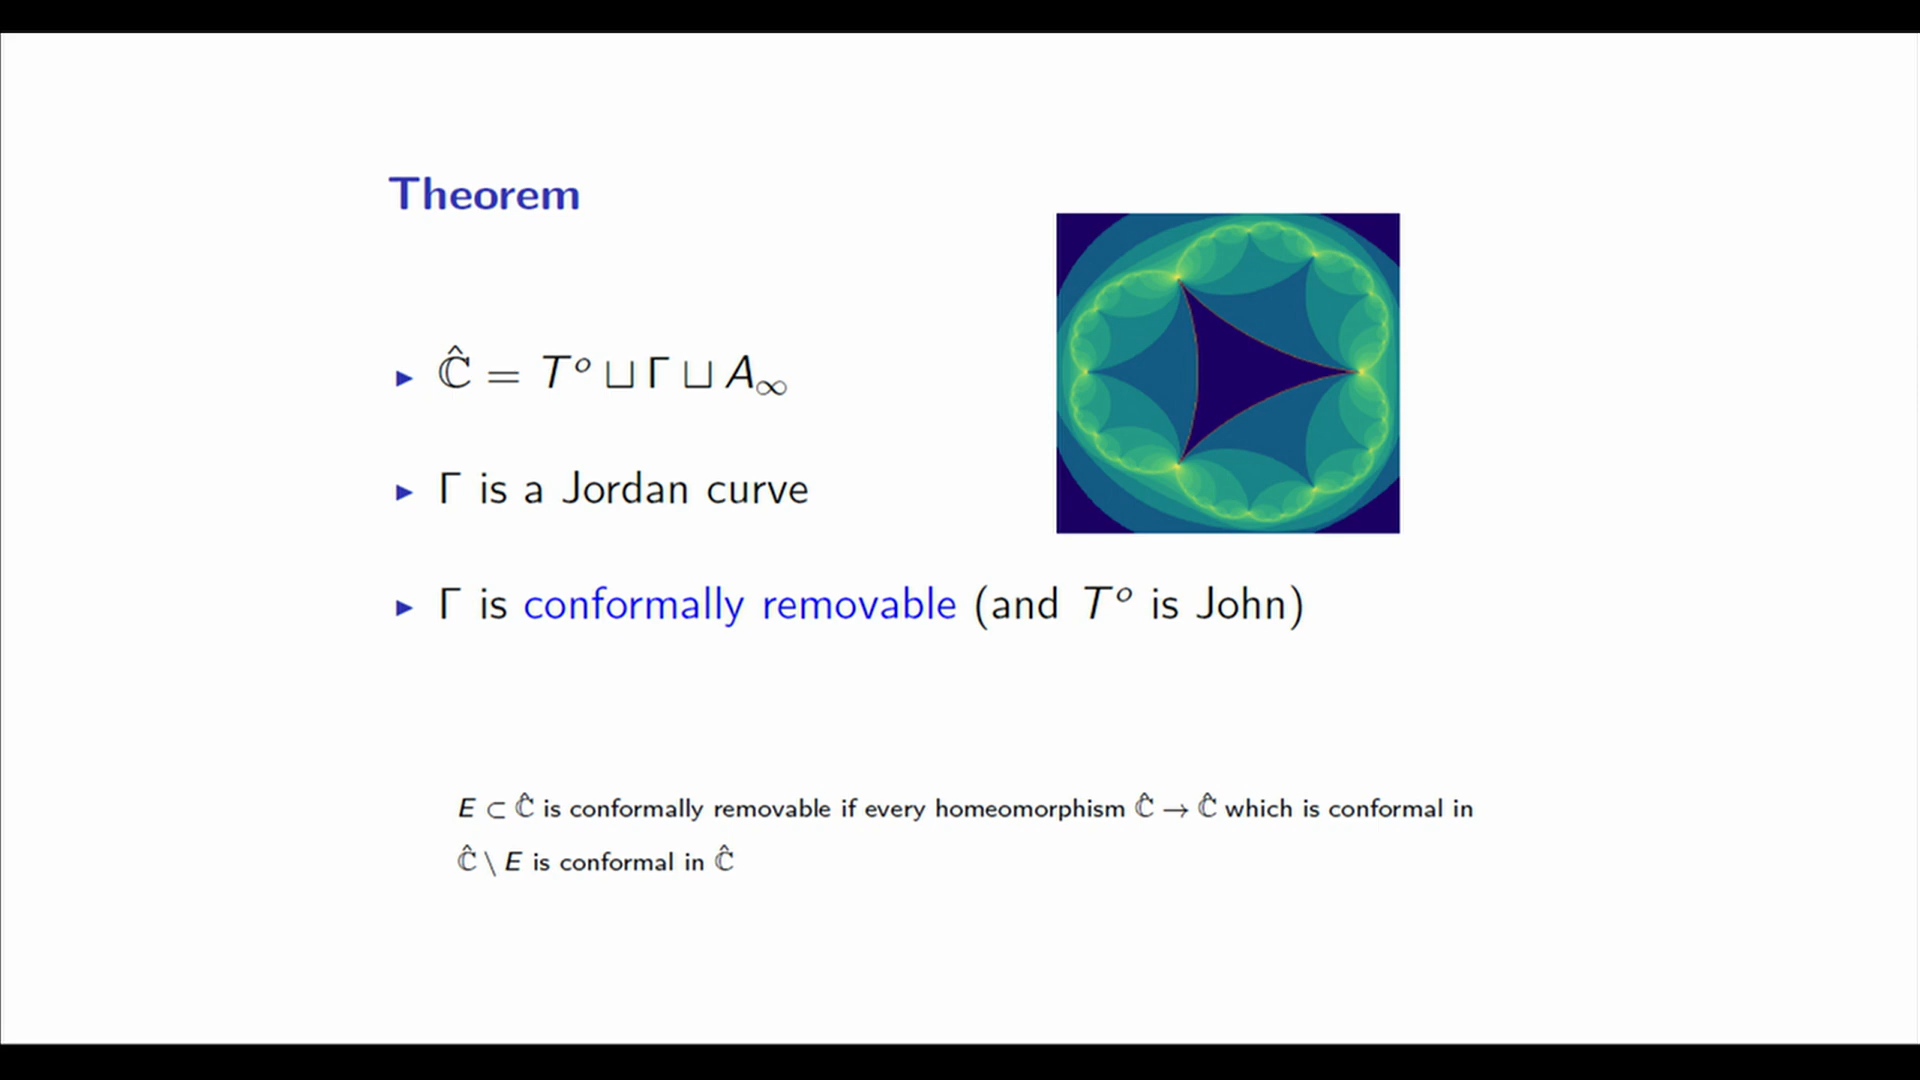 Theorem
▶ Ĉ = T° ⊔ Γ ⊔ A∞
▶ Γ is a Jordan curve
▶ Γ is conformally removable (and T° is John)
E ⊂ Ĉ is conformally removable if every homeomorphism Ĉ → Ĉ which is conformal in
Ĉ \ E is conformal in Ĉ